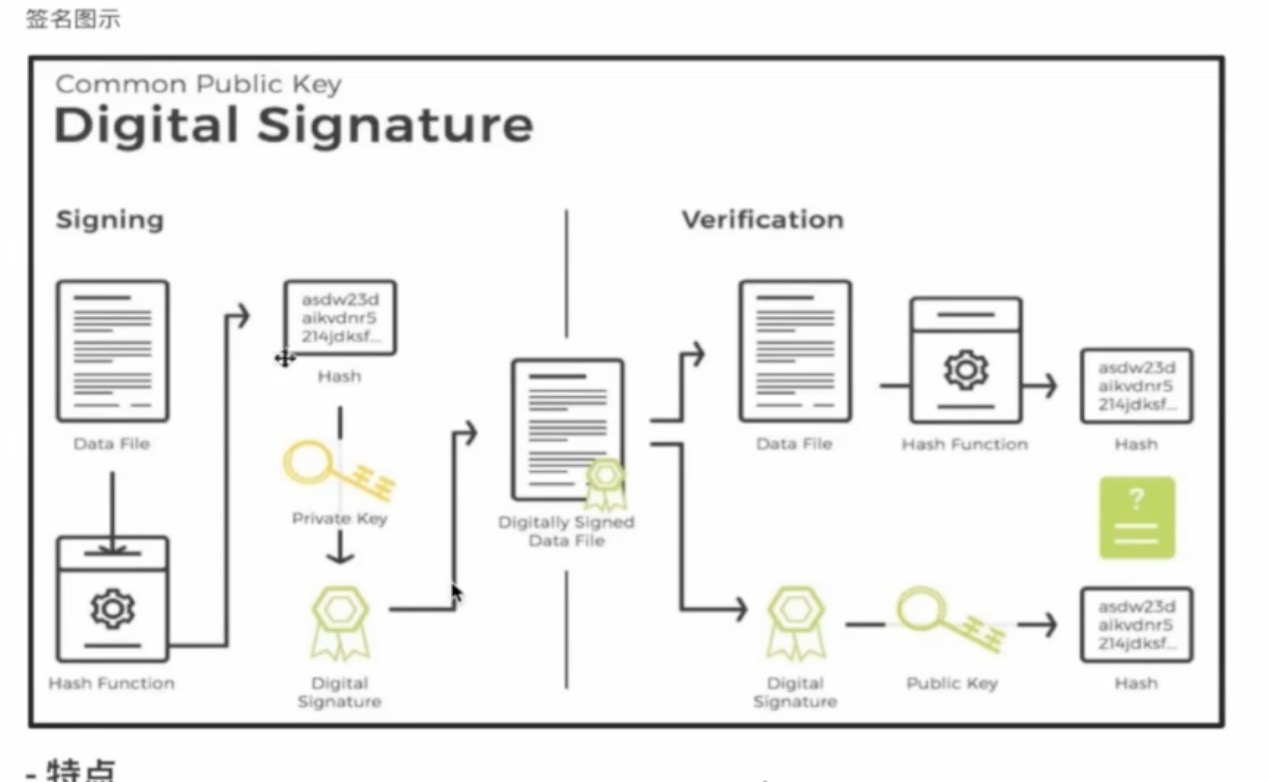 签名图示
Common Public Key
Digital Signature
Signing
Verification
Data File
Hash Function
asdw23d
aikvdnr5
214jdksf...
Hash
Private Key
Digital
Signature
Digitally Signed
Data File
Data File
Hash Function
asdw23d
aikvdnr5
214jdksf...
Hash
?
Digital
Signature
Public Key
asdw23d
aikvdnr5
214jdksf...
Hash
- 特点